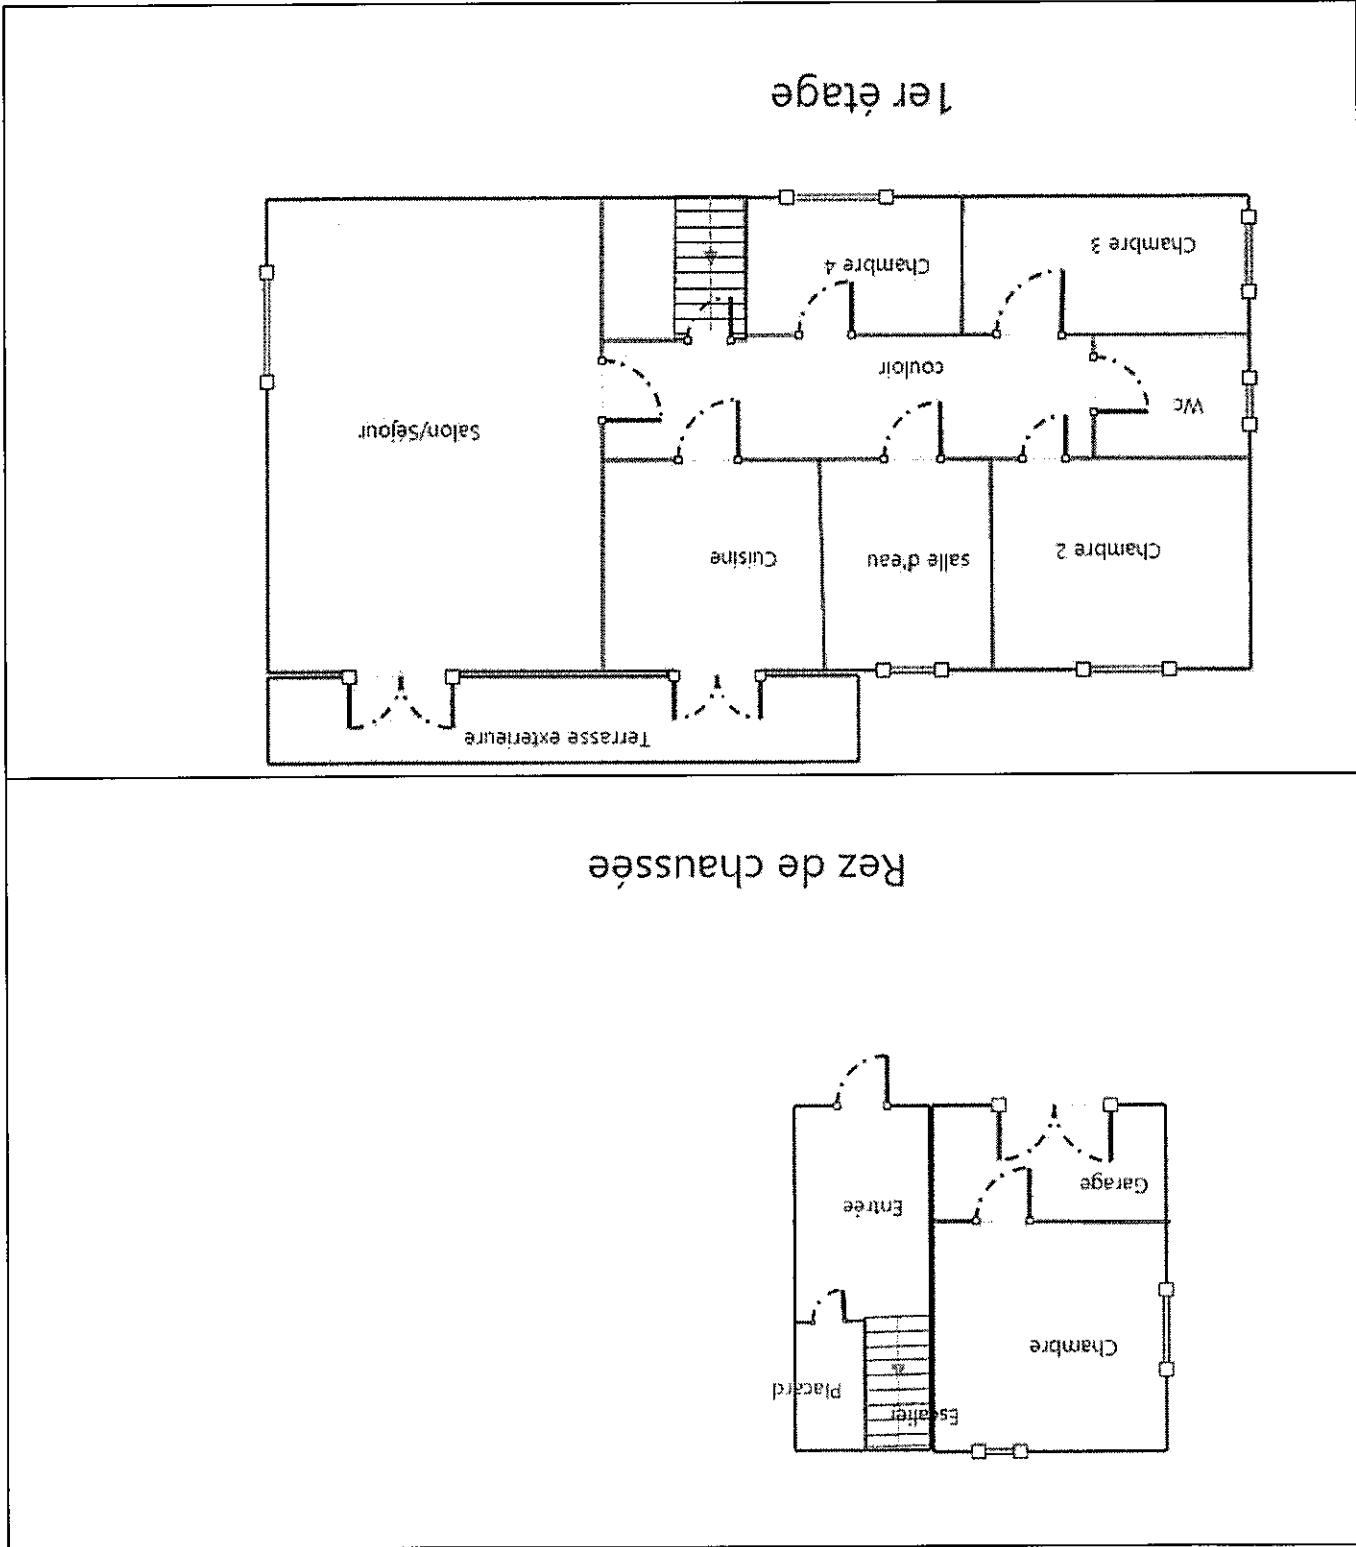 Escalier
Placard
Chambre
Entrée
Garage
Rez de chaussée
Terrasse exterieure
Chambre 2
salle d'eau
Cuisine
Salon/Séjour
Wc
couloir
Chambre 3
Chambre 4
1er étage